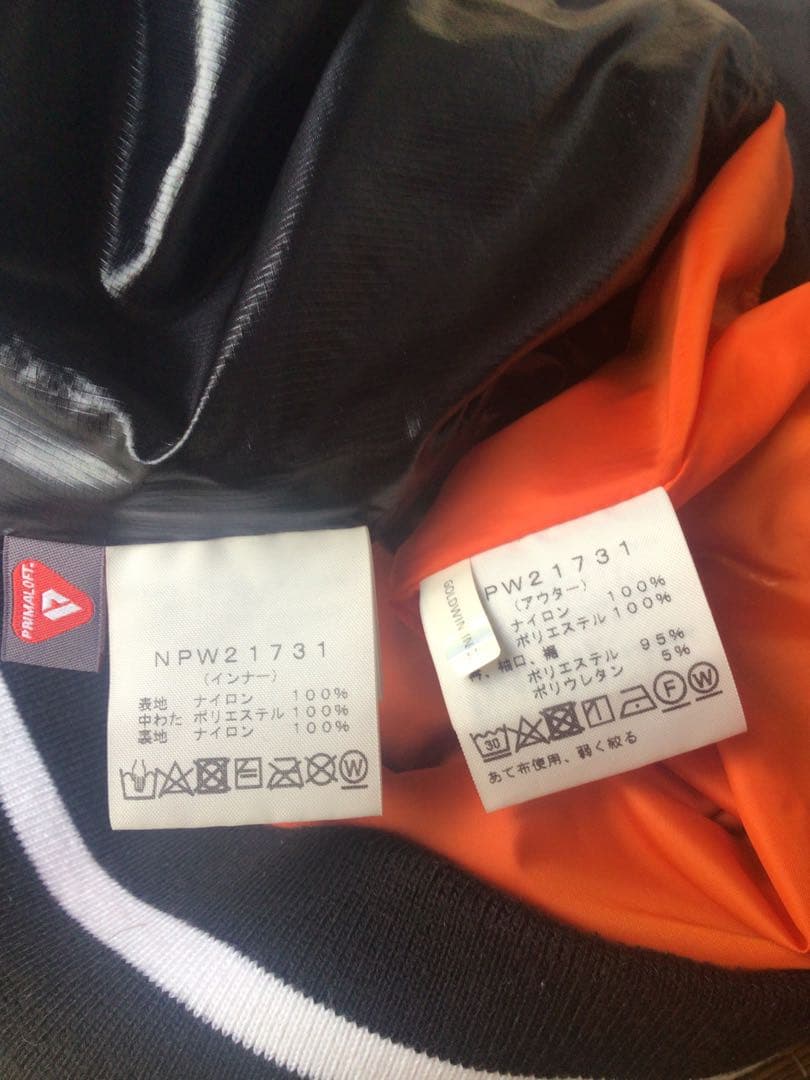 PRIMALOFT
NPW21731
(インナー)
表地 ナイロン 100%
中わた ポリエステル 100%
裏地 ナイロン 100%
W
GOLDWIN IN
PW21731
(アウター)
ナイロン 100%
ポリエステル 100%
袖口、裾
ポリエステル 95%
ポリウレタン 5%
30 F W
あて布使用、弱く絞る